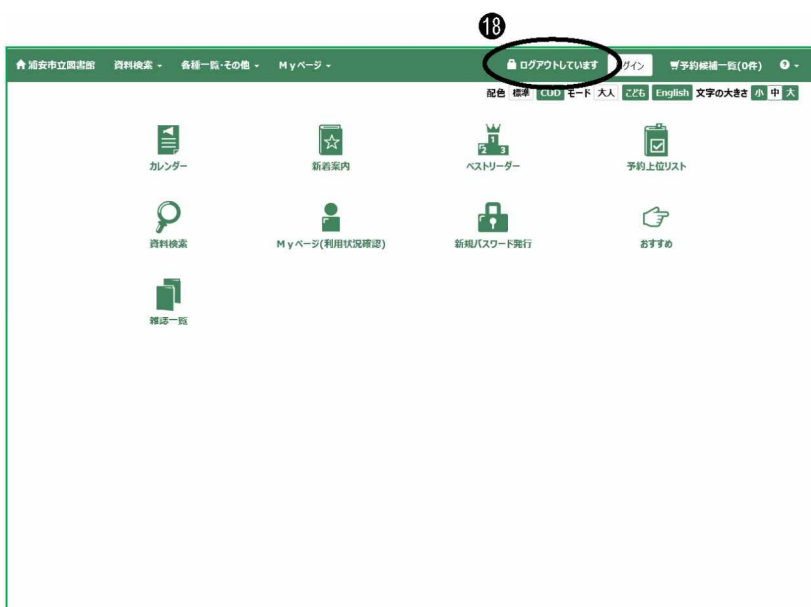 ⓲
浦安市立図書館 資料検索 各種一覧・その他 Myページ ログアウトしています グイン 予約候補一覧(0件)
配色 標準 CUD モード 大人 こども English 文字の大きさ 小 中 大
カレンダー 新着案内 ベストリーダー 予約上位リスト
1 2 3
資料検索 Myページ(利用状況確認) 新規パスワード発行 おすすめ
雑誌一覧